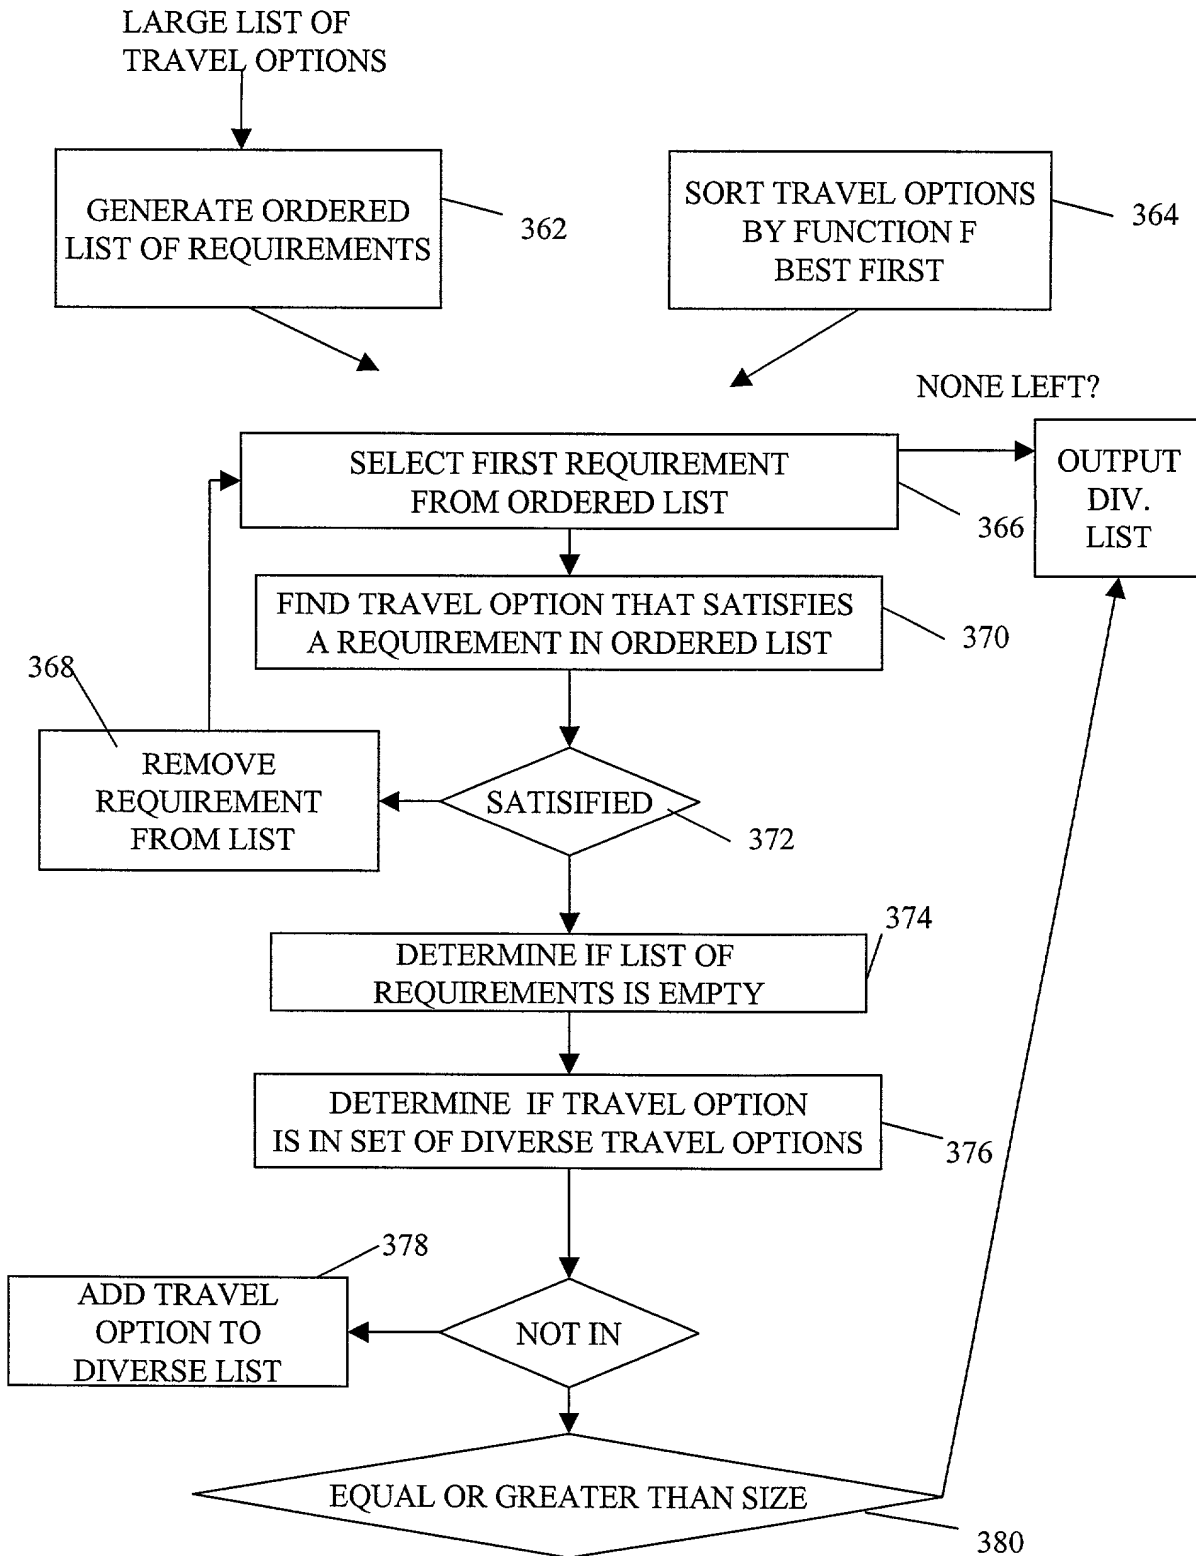 LARGE LIST OF
TRAVEL OPTIONS
GENERATE ORDERED
LIST OF REQUIREMENTS
362
SORT TRAVEL OPTIONS
BY FUNCTION F
BEST FIRST
364
NONE LEFT?
SELECT FIRST REQUIREMENT
FROM ORDERED LIST
366
OUTPUT
DIV.
LIST
FIND TRAVEL OPTION THAT SATISFIES
A REQUIREMENT IN ORDERED LIST
370
368
REMOVE
REQUIREMENT
FROM LIST
SATISIFIED
372
374
DETERMINE IF LIST OF
REQUIREMENTS IS EMPTY
DETERMINE IF TRAVEL OPTION
IS IN SET OF DIVERSE TRAVEL OPTIONS
376
378
ADD TRAVEL
OPTION TO
DIVERSE LIST
NOT IN
EQUAL OR GREATER THAN SIZE
380